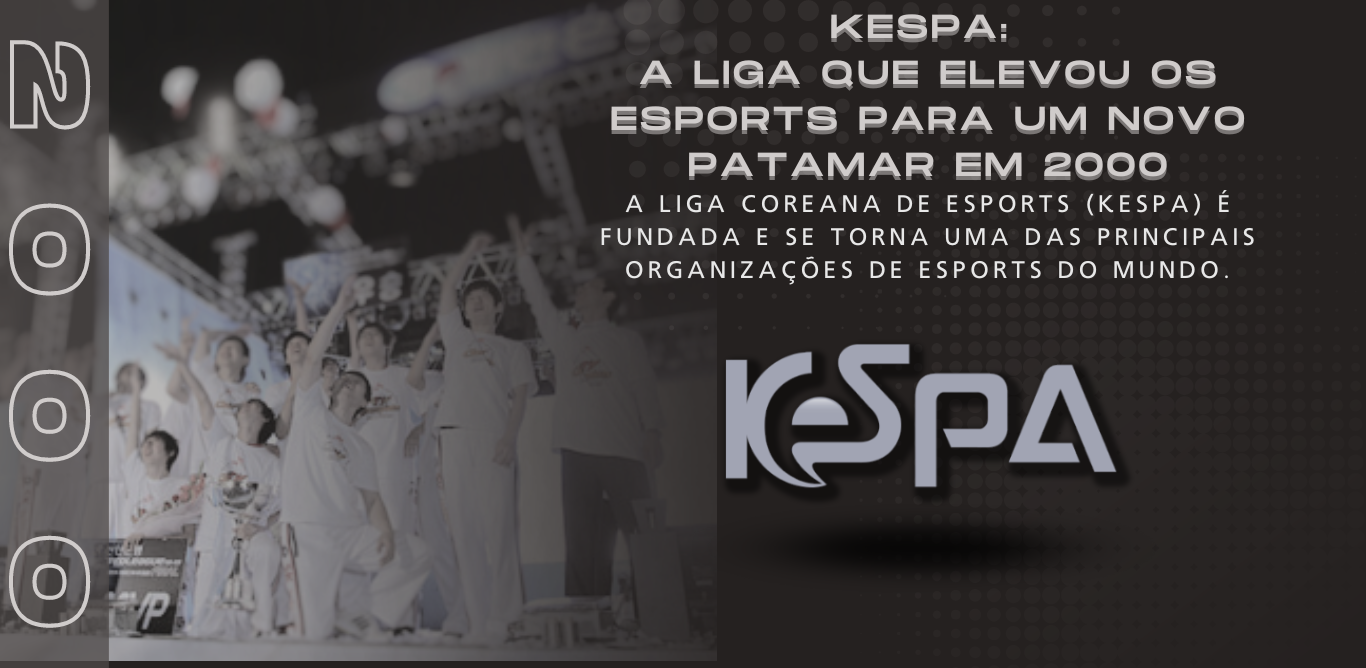 2000
KESPA:
A LIGA QUE ELEVOU OS
ESPORTS PARA UM NOVO
PATAMAR EM 2000
A LIGA COREANA DE ESPORTS (KESPA) É
FUNDADA E SE TORNA UMA DAS PRINCIPAIS
ORGANIZAÇÕES DE ESPORTS DO MUNDO.
KeSPA